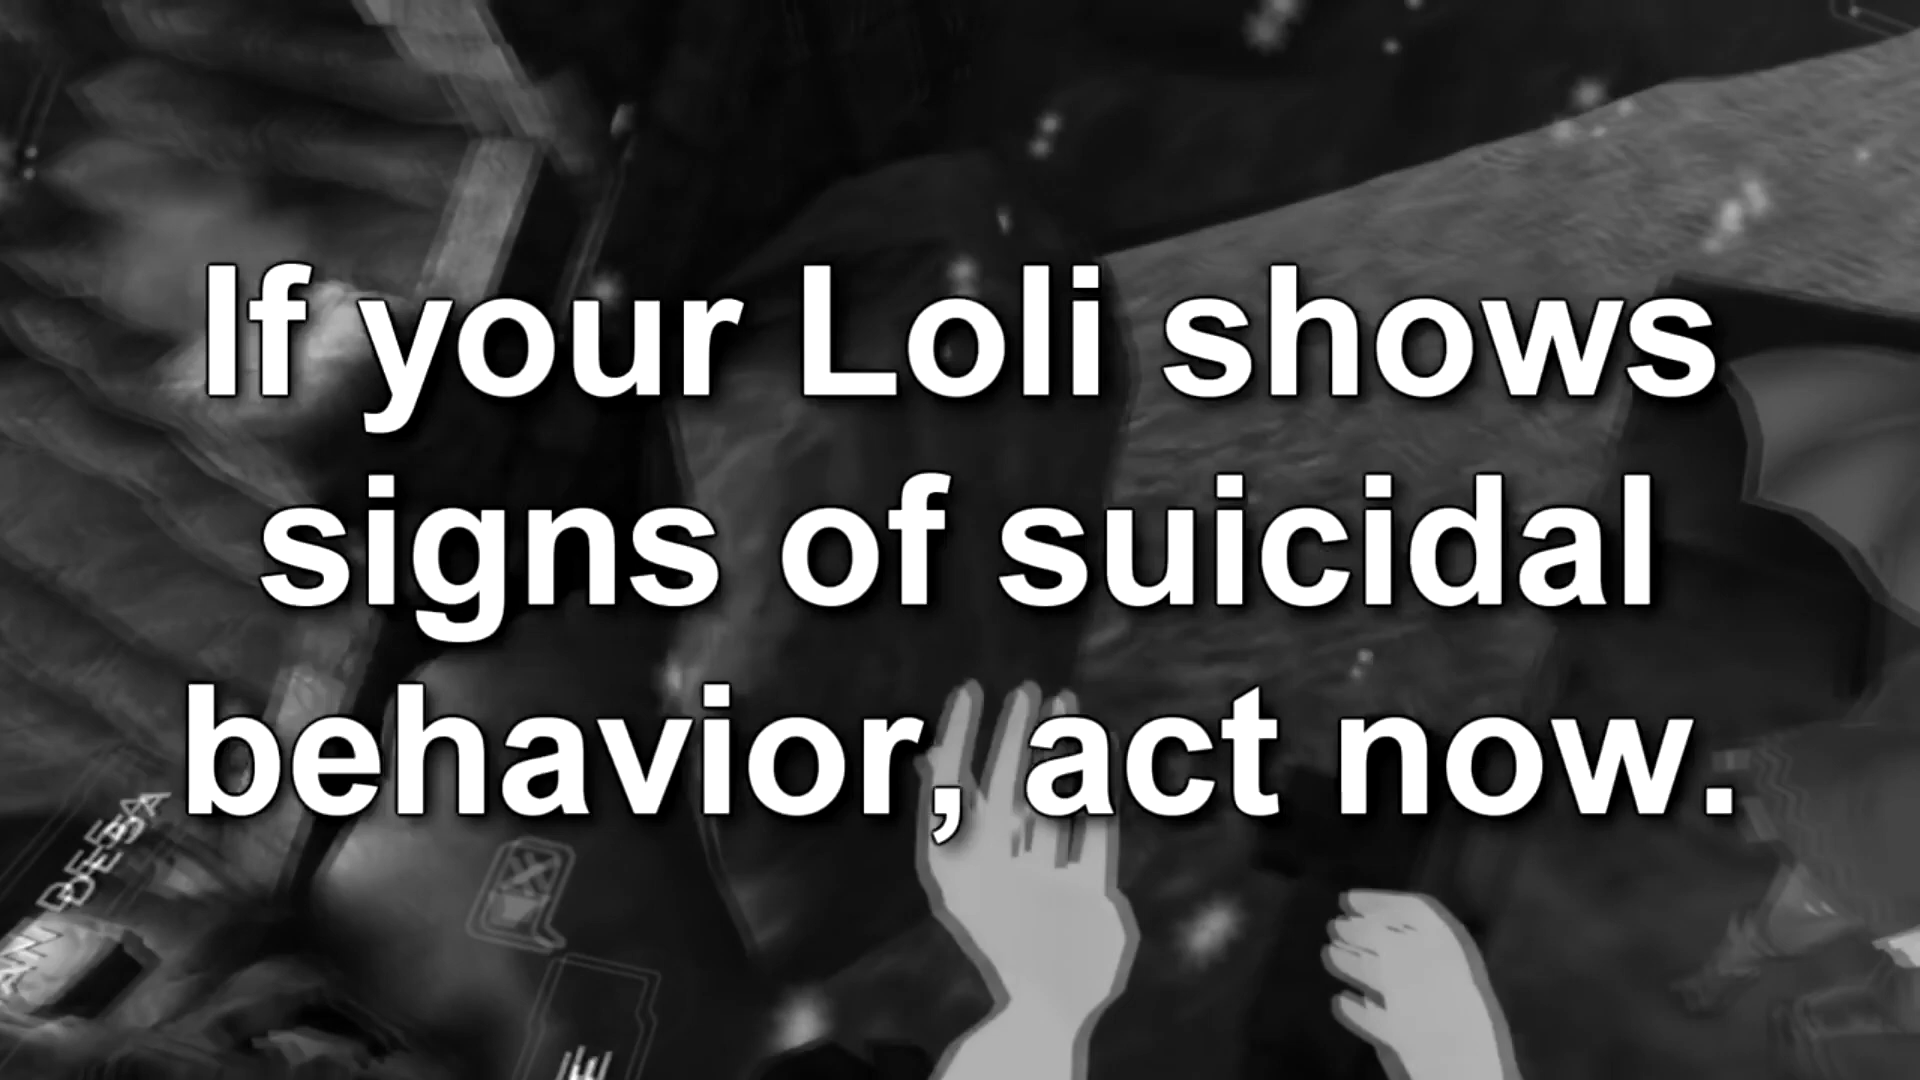 If your Loli shows
signs of suicidal
behavior, act now.